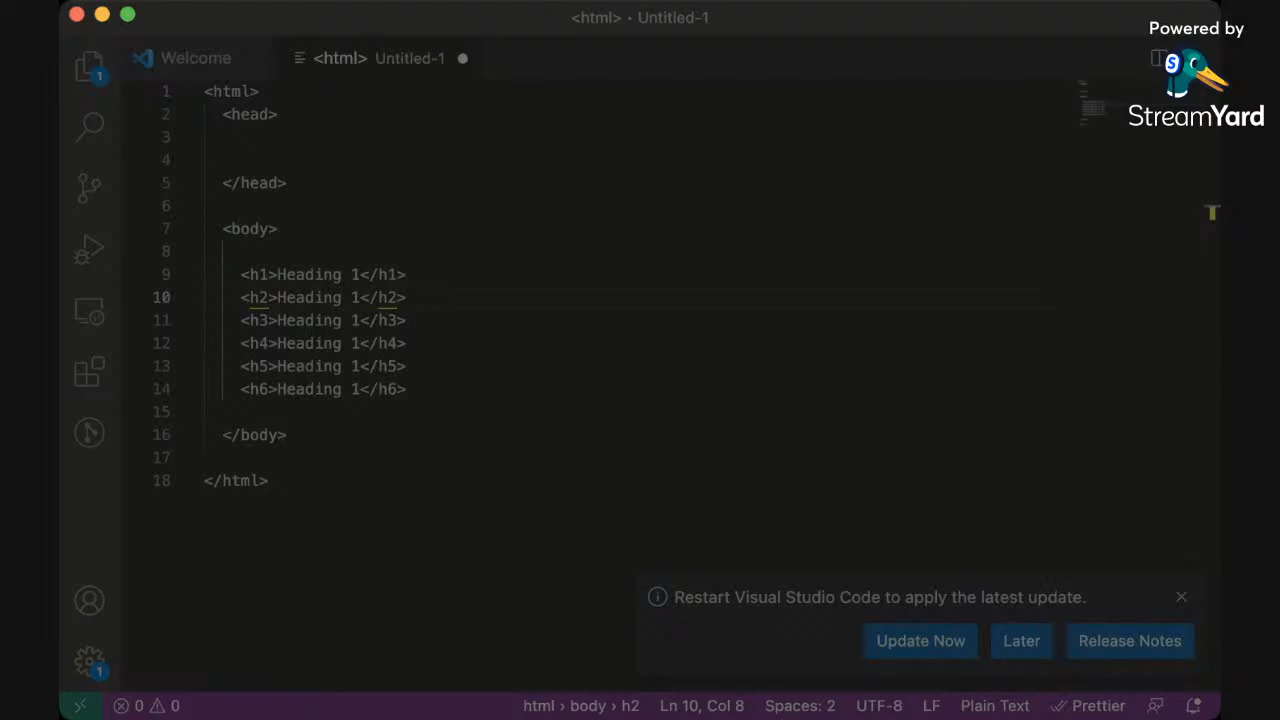 <html> • Untitled-1
Powered by
StreamYard
Welcome
<html> Untitled-1
1
1 <html>
2 <head>
3
4
5 </head>
6
7 <body>
8
9 <h1>Heading 1</h1>
10 <h2>Heading 1</h2>
11 <h3>Heading 1</h3>
12 <h4>Heading 1</h4>
13 <h5>Heading 1</h5>
14 <h6>Heading 1</h6>
15
16 </body>
17
18 </html>
Restart Visual Studio Code to apply the latest update.
Update Now Later Release Notes
1
0 0 html › body › h2 Ln 10, Col 8 Spaces: 2 UTF-8 LF Plain Text Prettier